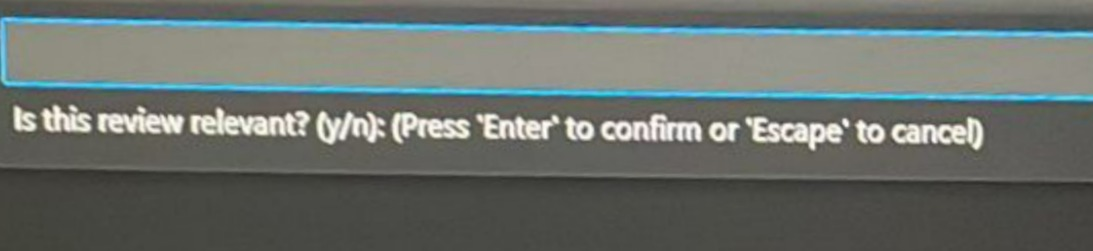 Is this review relevant? (y/n): (Press 'Enter' to confirm or 'Escape' to cancel)